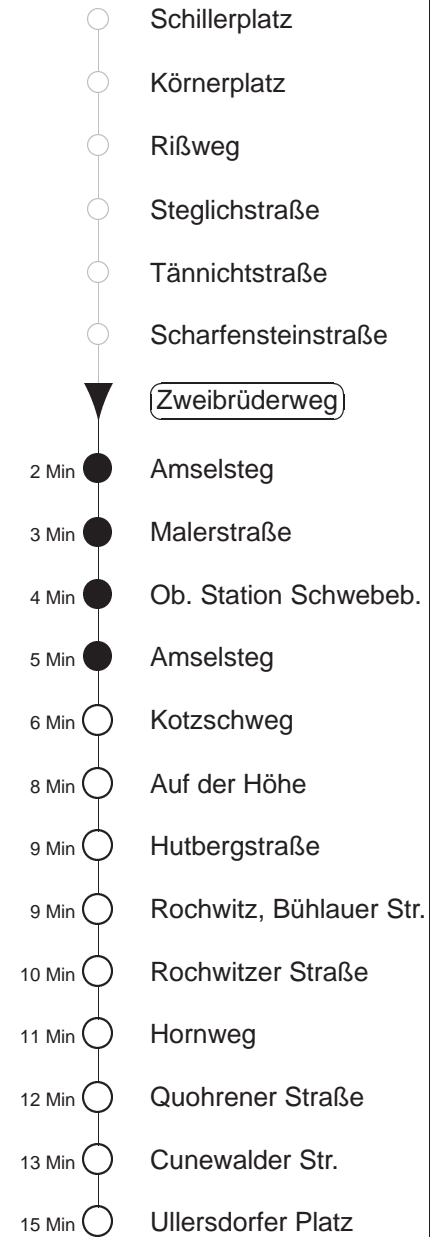 Schillerplatz
Körnerplatz
Rißweg
Steglichstraße
Tännichtstraße
Scharfensteinstraße
Zweibrüderweg
2 Min Amselsteg
3 Min Malerstraße
4 Min Ob. Station Schwebeb.
5 Min Amselsteg
6 Min Kotzschweg
8 Min Auf der Höhe
9 Min Hutbergstraße
9 Min Rochwitz, Bühlauer Str.
10 Min Rochwitzer Straße
11 Min Hornweg
12 Min Quohrener Straße
13 Min Cunewalder Str.
15 Min Ullersdorfer Platz